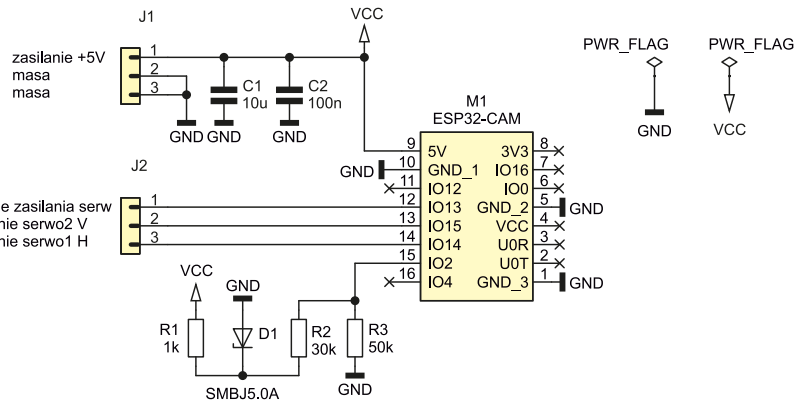 J1
zasilanie +5V
masa
masa
1
2
3
VCC
C1
10u
C2
100n
GND
GND
GND
PWR_FLAG
GND
PWR_FLAG
VCC
M1
ESP32-CAM
9 5V 3V3 8
10 GND_1 IO16 7
11 IO12 IO0 6
12 IO13 GND_2 5
13 IO15 VCC 4
14 IO14 U0R 3
15 IO2 U0T 2
16 IO4 GND_3 1
GND
GND
GND
J2
zasilania serw
serwo2 V
serwo1 H
1
2
3
VCC
GND
R1
1k
D1
SMBJ5.0A
R2
30k
R3
50k
GND